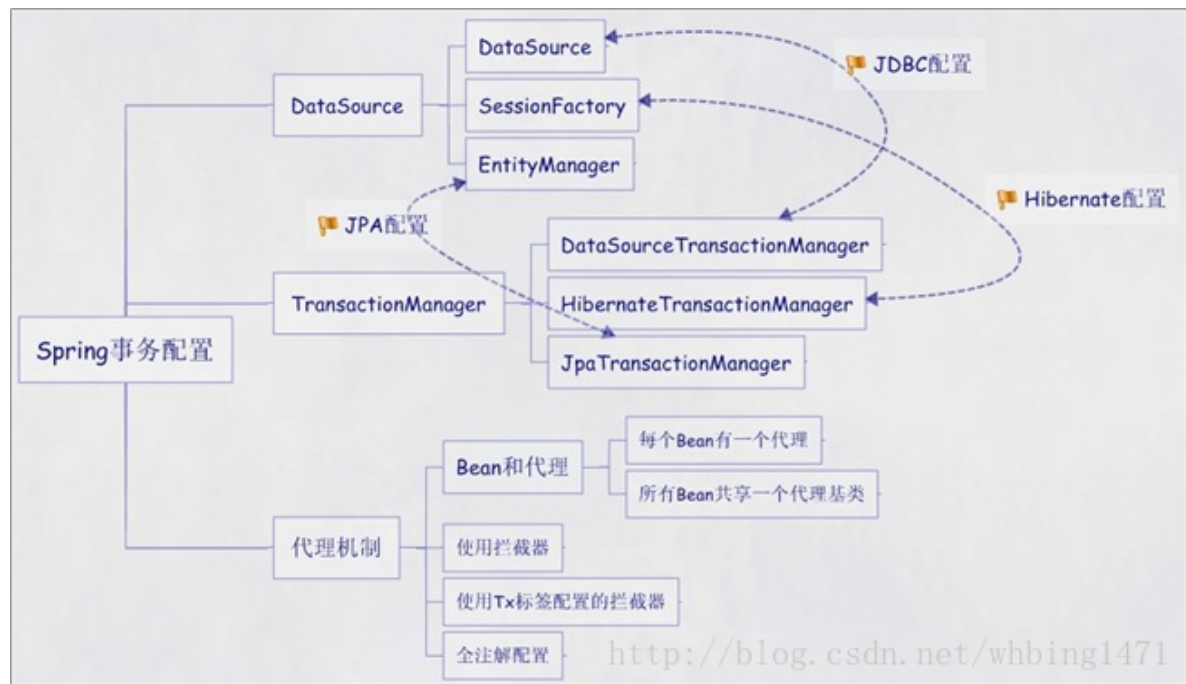 DataSource
JDBC配置
DataSource
SessionFactory
EntityManager
Hibernate配置
JPA配置
DataSourceTransactionManager
TransactionManager
HibernateTransactionManager
Spring事务配置
JpaTransactionManager
每个Bean有一个代理
Bean和代理
所有Bean共享一个代理基类
代理机制
使用拦截器
使用Tx标签配置的拦截器
全注解配置
http://blog.csdn.net/whbing1471